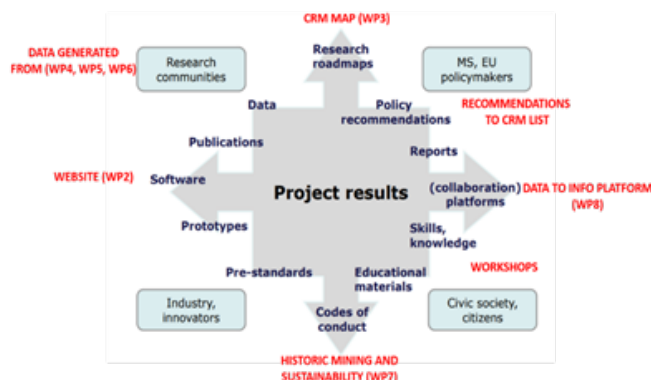 CRM MAP (WP3)
DATA GENERATED
FROM (WP4, WP5, WP6)
Research
communities
Research
roadmaps
MS, EU
policymakers
Data
Policy
recommendations
RECOMMENDATIONS
TO CRM LIST
Publications
Reports
WEBSITE (WP2)
Software
Project results
(collaboration)
platforms
DATA TO INFO PLATFORM
(WP8)
Prototypes
Skills,
knowledge
Pre-standards
Educational
materials
WORKSHOPS
Industry,
innovators
Codes of
conduct
Civic society,
citizens
HISTORIC MINING AND
SUSTAINABILITY (WP7)